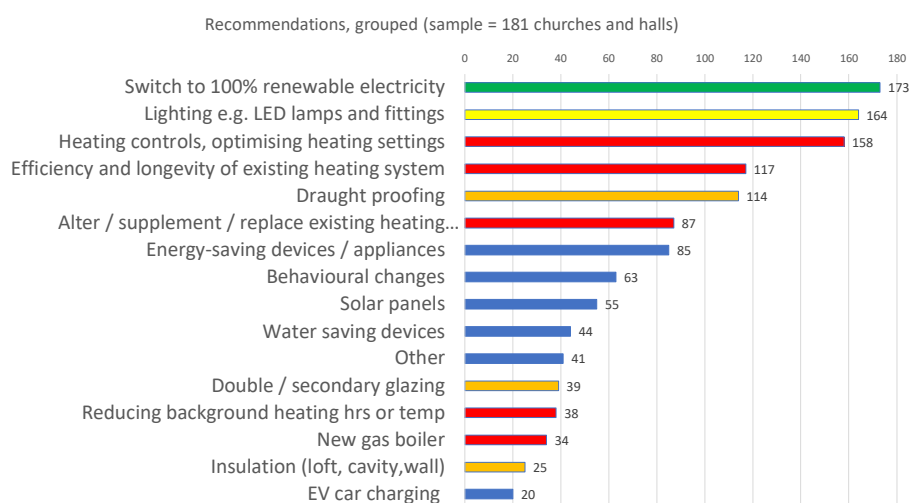 Recommendations, grouped (sample = 181 churches and halls)
0 20 40 60 80 100 120 140 160 180
Switch to 100% renewable electricity 173
Lighting e.g. LED lamps and fittings 164
Heating controls, optimising heating settings 158
Efficiency and longevity of existing heating system 117
Draught proofing 114
Alter / supplement / replace existing heating... 87
Energy-saving devices / appliances 85
Behavioural changes 63
Solar panels 55
Water saving devices 44
Other 41
Double / secondary glazing 39
Reducing background heating hrs or temp 38
New gas boiler 34
Insulation (loft, cavity,wall) 25
EV car charging 20